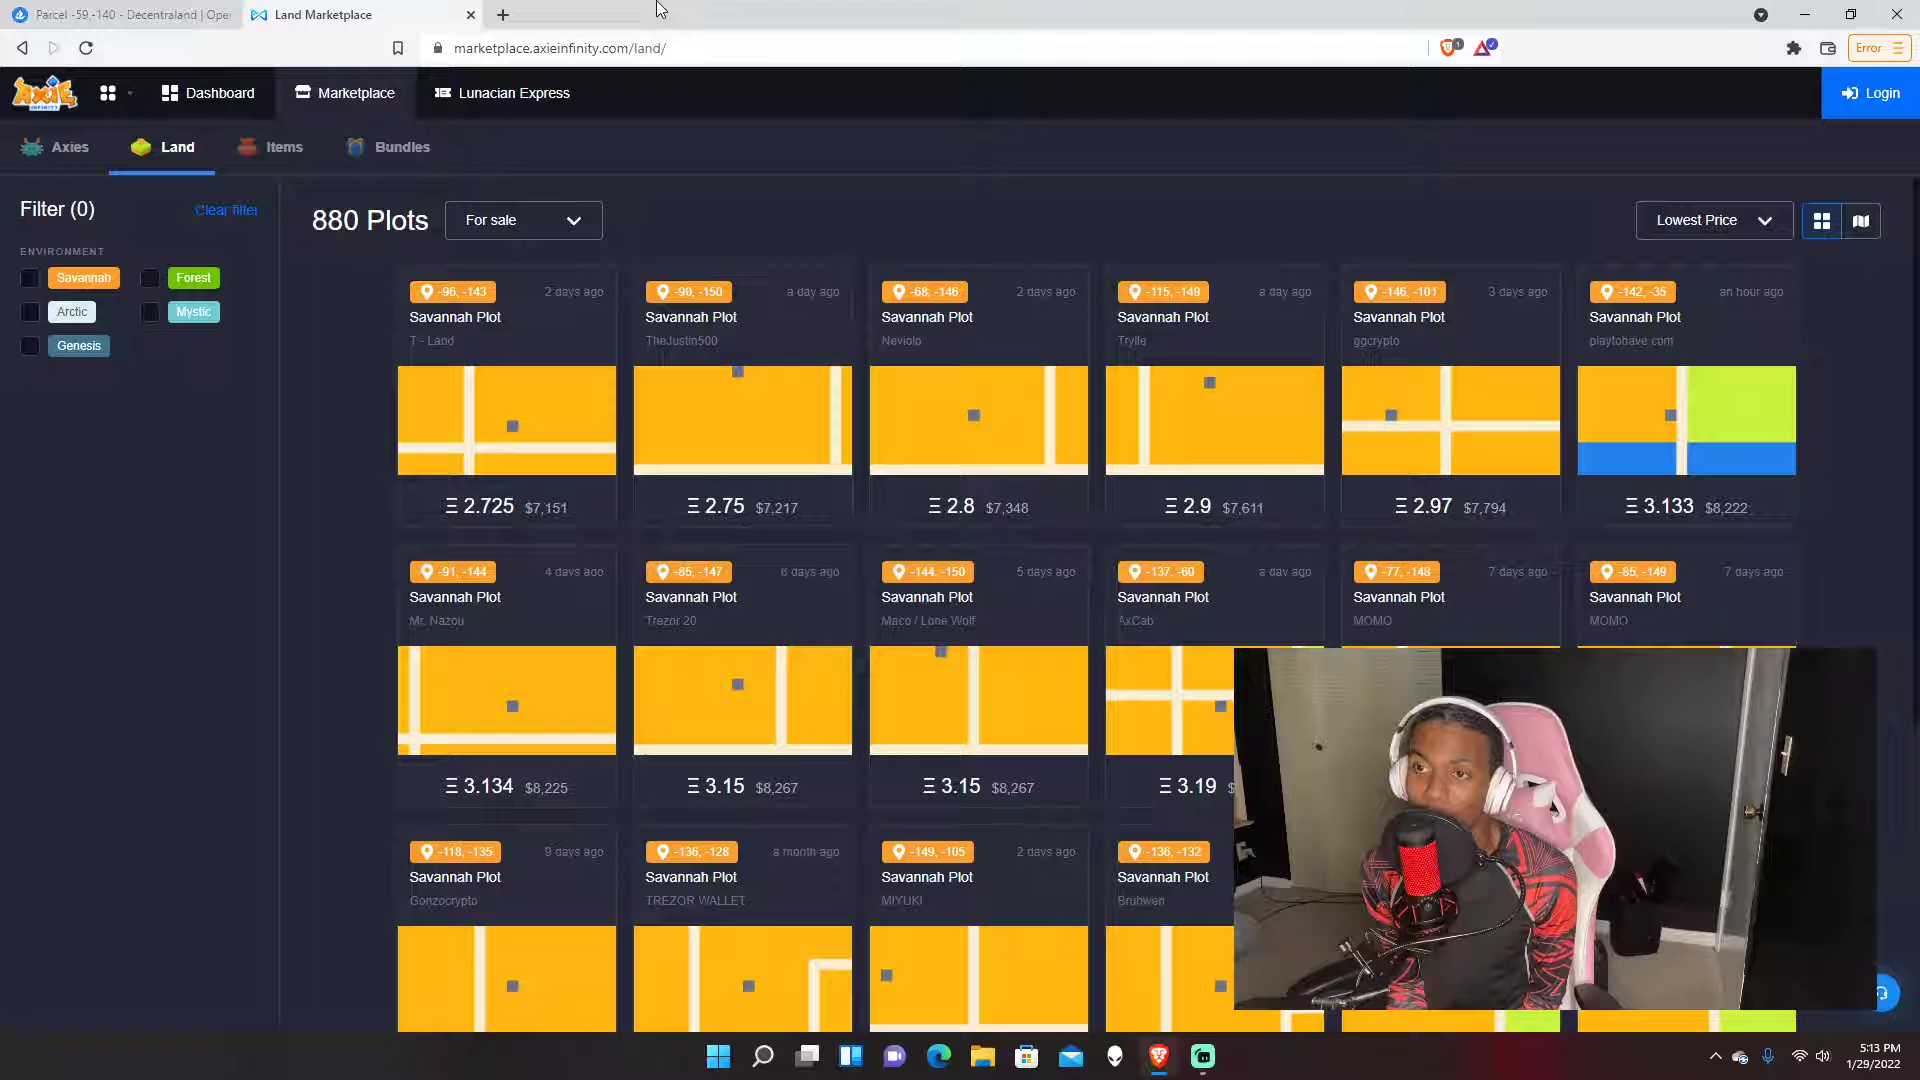 Parcel -59,-140 - Decentraland | Ope
Land Marketplace
marketplace.axieinfinity.com/land/
1
Error
AXIE
INFINITY
Dashboard
Marketplace
Lunacian Express
Login
Axies
Land
Items
Bundles
Filter (0)
Clear filter
ENVIRONMENT
Savannah
Forest
Arctic
Mystic
Genesis
880 Plots
For sale
Lowest Price
-96, -143
2 days ago
Savannah Plot
T - Land
Ξ 2.725 $7,151
-90, -150
a day ago
Savannah Plot
TheJustin500
Ξ 2.75 $7,217
-68, -146
2 days ago
Savannah Plot
Neviolo
Ξ 2.8 $7,348
-115, -149
a day ago
Savannah Plot
Trylle
Ξ 2.9 $7,611
-146, -101
3 days ago
Savannah Plot
ggcrypto
Ξ 2.97 $7,794
-142, -35
an hour ago
Savannah Plot
playtohave.com
Ξ 3.133 $8,222
-91, -144
4 days ago
Savannah Plot
Mr. Nazou
Ξ 3.134 $8,225
-85, -147
6 days ago
Savannah Plot
Trezor 20
Ξ 3.15 $8,267
-144, -150
5 days ago
Savannah Plot
Maco / Lone Wolf
Ξ 3.15 $8,267
-137, -60
a day ago
Savannah Plot
AxCab
Ξ 3.19
-77, -148
7 days ago
Savannah Plot
MOMO
-85, -149
7 days ago
Savannah Plot
MOMO
-118, -135
9 days ago
Savannah Plot
Gonzocrypto
-136, -128
a month ago
Savannah Plot
TREZOR WALLET
-149, -105
2 days ago
Savannah Plot
MIYUKI
-136, -132
Savannah Plot
Bruhwen
5:13 PM
1/29/2022